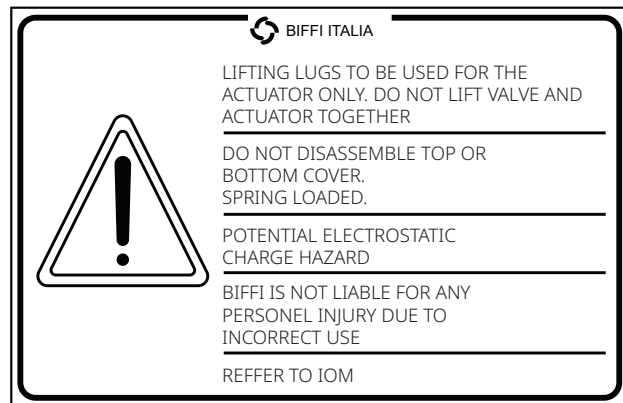 BIFFI ITALIA
LIFTING LUGS TO BE USED FOR THE
ACTUATOR ONLY. DO NOT LIFT VALVE AND
ACTUATOR TOGETHER
DO NOT DISASSEMBLE TOP OR
BOTTOM COVER.
SPRING LOADED.
POTENTIAL ELECTROSTATIC
CHARGE HAZARD
BIFFI IS NOT LIABLE FOR ANY
PERSONEL INJURY DUE TO
INCORRECT USE
REFFER TO IOM